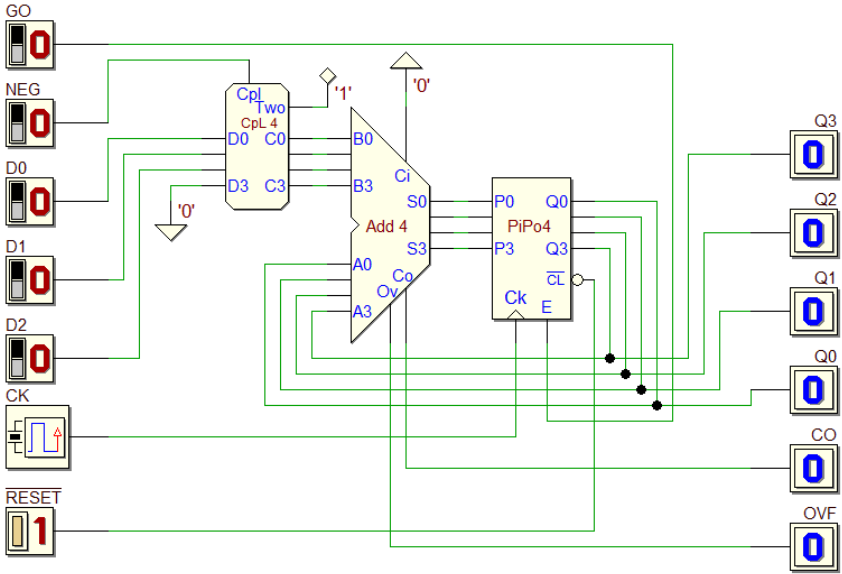 GO
0
NEG
0
D0
0
D1
0
D2
0
CK
RESET
1
Cpl
Two
CpL 4
D0 C0
D3 C3
'0'
'1'
'0'
B0
B3
Ci
S0
Add 4
S3
A0
Co
Ov
A3
P0 Q0
PiPo4
P3 Q3
CL
Ck
E
Q3
0
Q2
0
Q1
0
Q0
0
CO
0
OVF
0